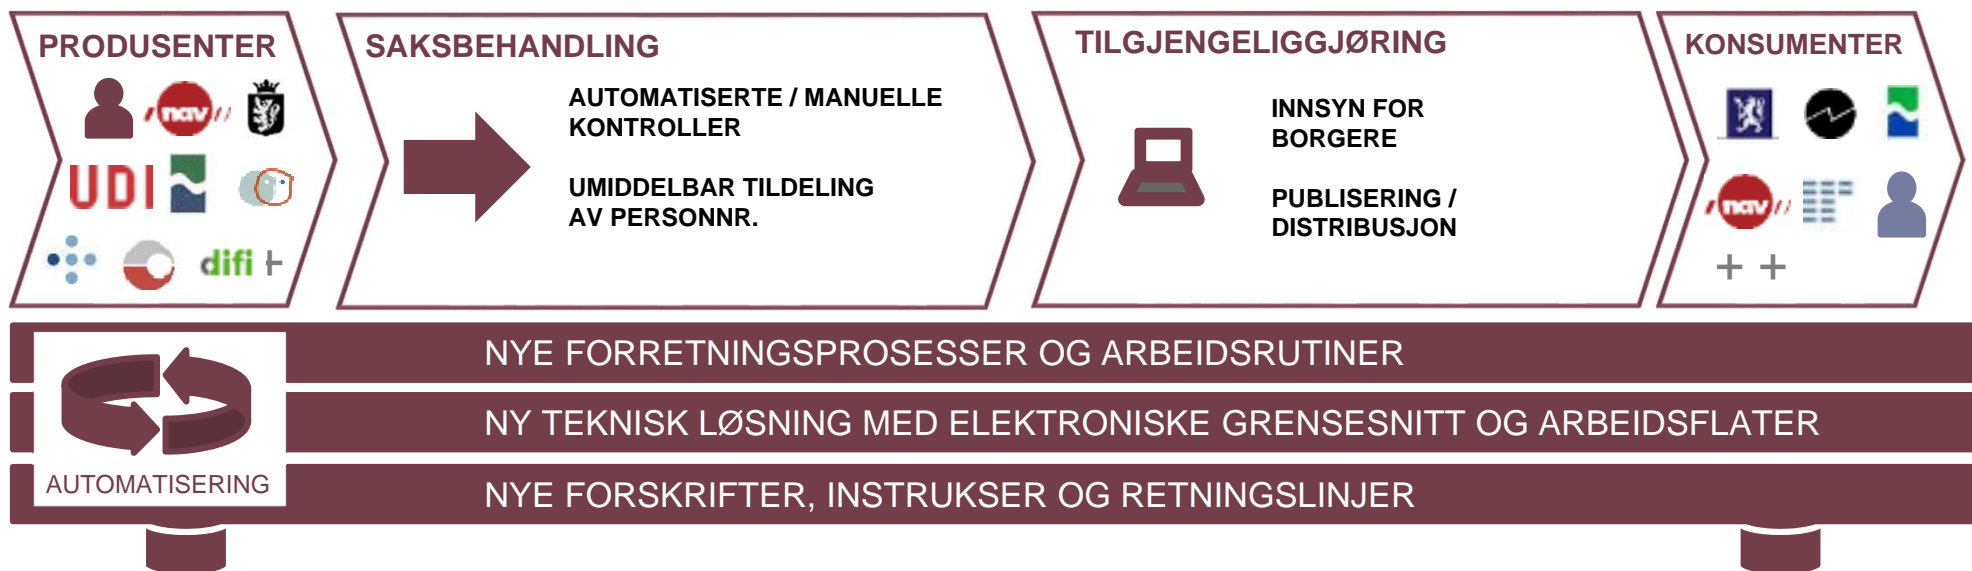 PRODUSENTER
nav
UDI
difi +
SAKSBEHANDLING
AUTOMATISERTE / MANUELLE
KONTROLLER
UMIDDELBAR TILDELING
AV PERSONNR.
TILGJENGELIGGJØRING
INNSYN FOR
BORGERE
PUBLISERING /
DISTRIBUSJON
KONSUMENTER
nav
+ +
NYE FORRETNINGSPROSESSER OG ARBEIDSRUTINER
NY TEKNISK LØSNING MED ELEKTRONISKE GRENSESNITT OG ARBEIDSFLATER
AUTOMATISERING
NYE FORSKRIFTER, INSTRUKSER OG RETNINGSLINJER